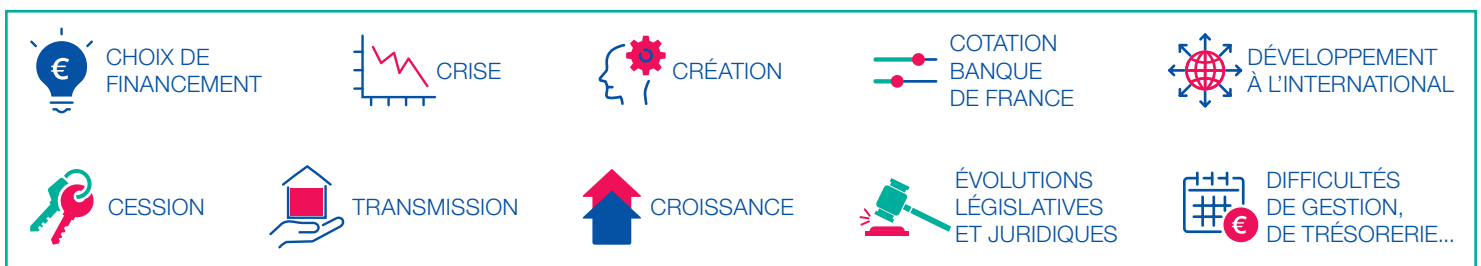 CHOIX DE
FINANCEMENT
CRISE
CRÉATION
COTATION
BANQUE
DE FRANCE
DÉVELOPPEMENT
À L'INTERNATIONAL
CESSION
TRANSMISSION
CROISSANCE
ÉVOLUTIONS
LÉGISLATIVES
ET JURIDIQUES
DIFFICULTÉS
DE GESTION,
DE TRÉSORERIE...
€
€